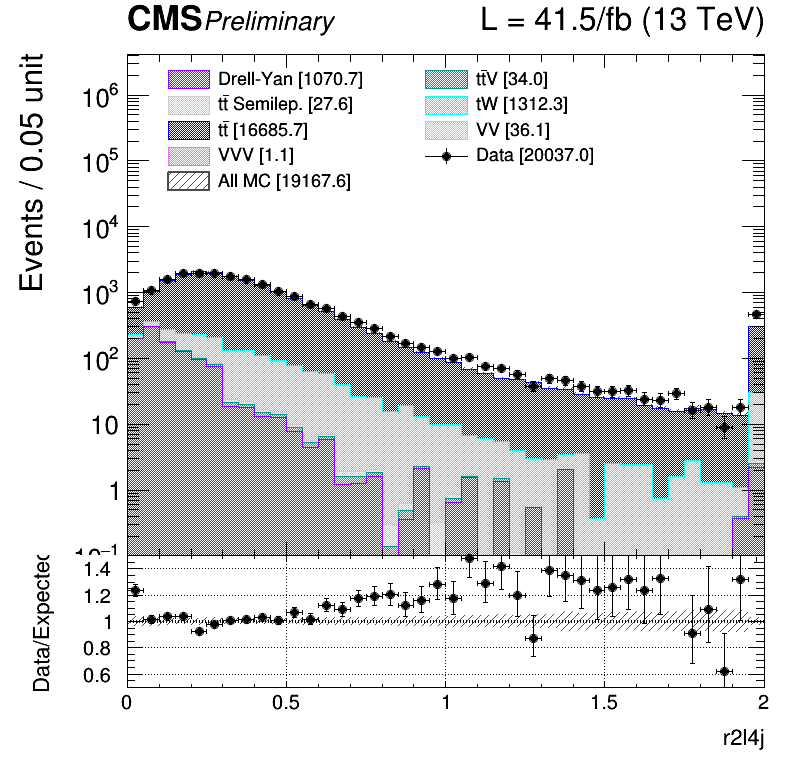 CMS Preliminary L = 41.5/fb (13 TeV)
Events / 0.05 unit
Drell-Yan [1070.7]
tt̄ Semilep. [27.6]
tt̄ [16685.7]
VVV [1.1]
All MC [19167.6]
tt̄V [34.0]
tW [1312.3]
VV [36.1]
Data [20037.0]
10⁶
10⁵
10⁴
10³
10²
10
1
10⁻¹
Data/Expected
1.4
1.2
1
0.8
0.6
0 0.5 1 1.5 2
r2l4j